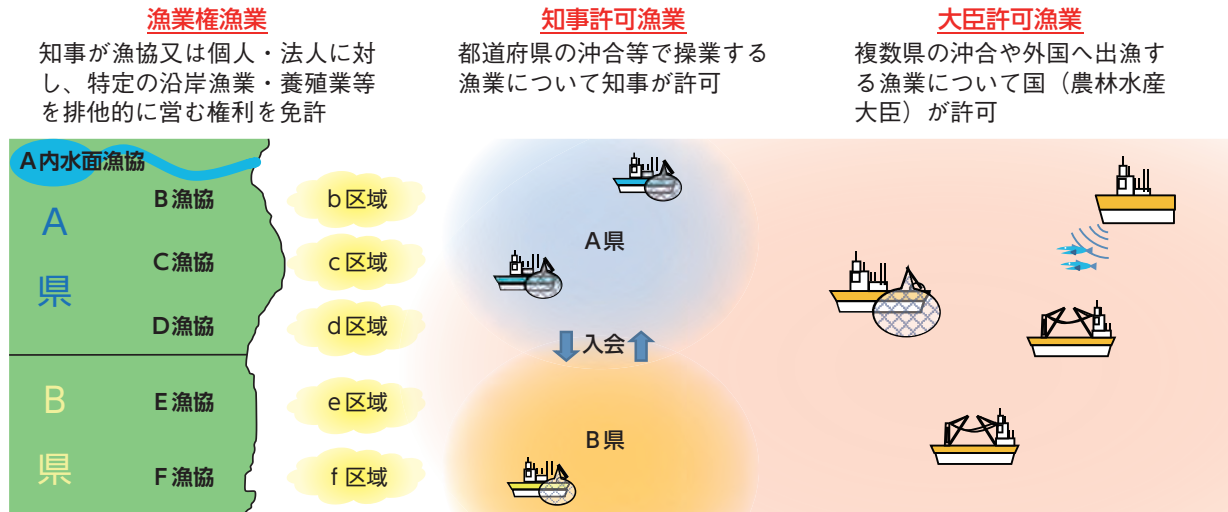 漁業権漁業
知事が漁協又は個人・法人に対
し、特定の沿岸漁業・養殖業等
を排他的に営む権利を免許
知事許可漁業
都道府県の沖合等で操業する
漁業について知事が許可
大臣許可漁業
複数県の沖合や外国へ出漁す
る漁業について国（農林水産
大臣）が許可
A内水面漁協
A
県
B漁協
C漁協
D漁協
B
県
E漁協
F漁協
b区域
c区域
d区域
e区域
f区域
A県
入会
B県